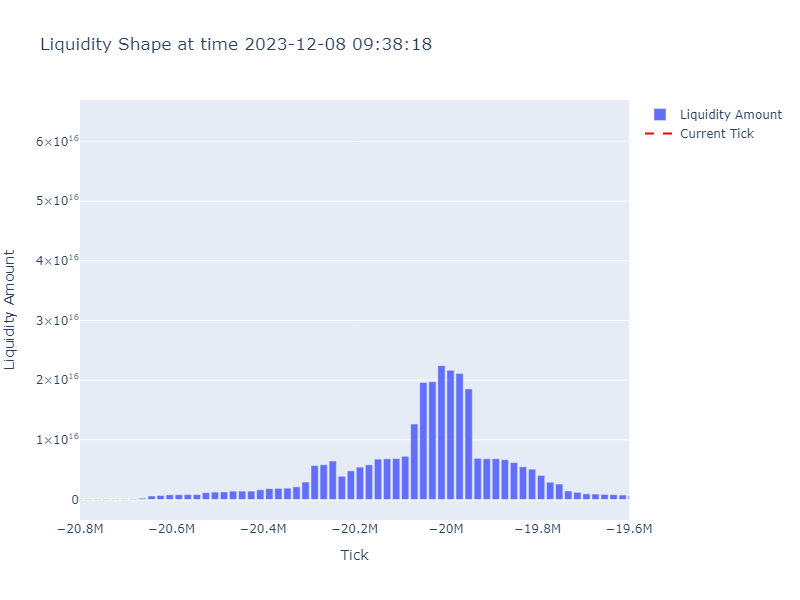 Liquidity Shape at time 2023-12-08 09:38:18
Liquidity Amount
Current Tick
6×10¹⁶
5×10¹⁶
4×10¹⁶
3×10¹⁶
2×10¹⁶
1×10¹⁶
0
Liquidity Amount
−20.8M −20.6M −20.4M −20.2M −20M −19.8M −19.6M
Tick